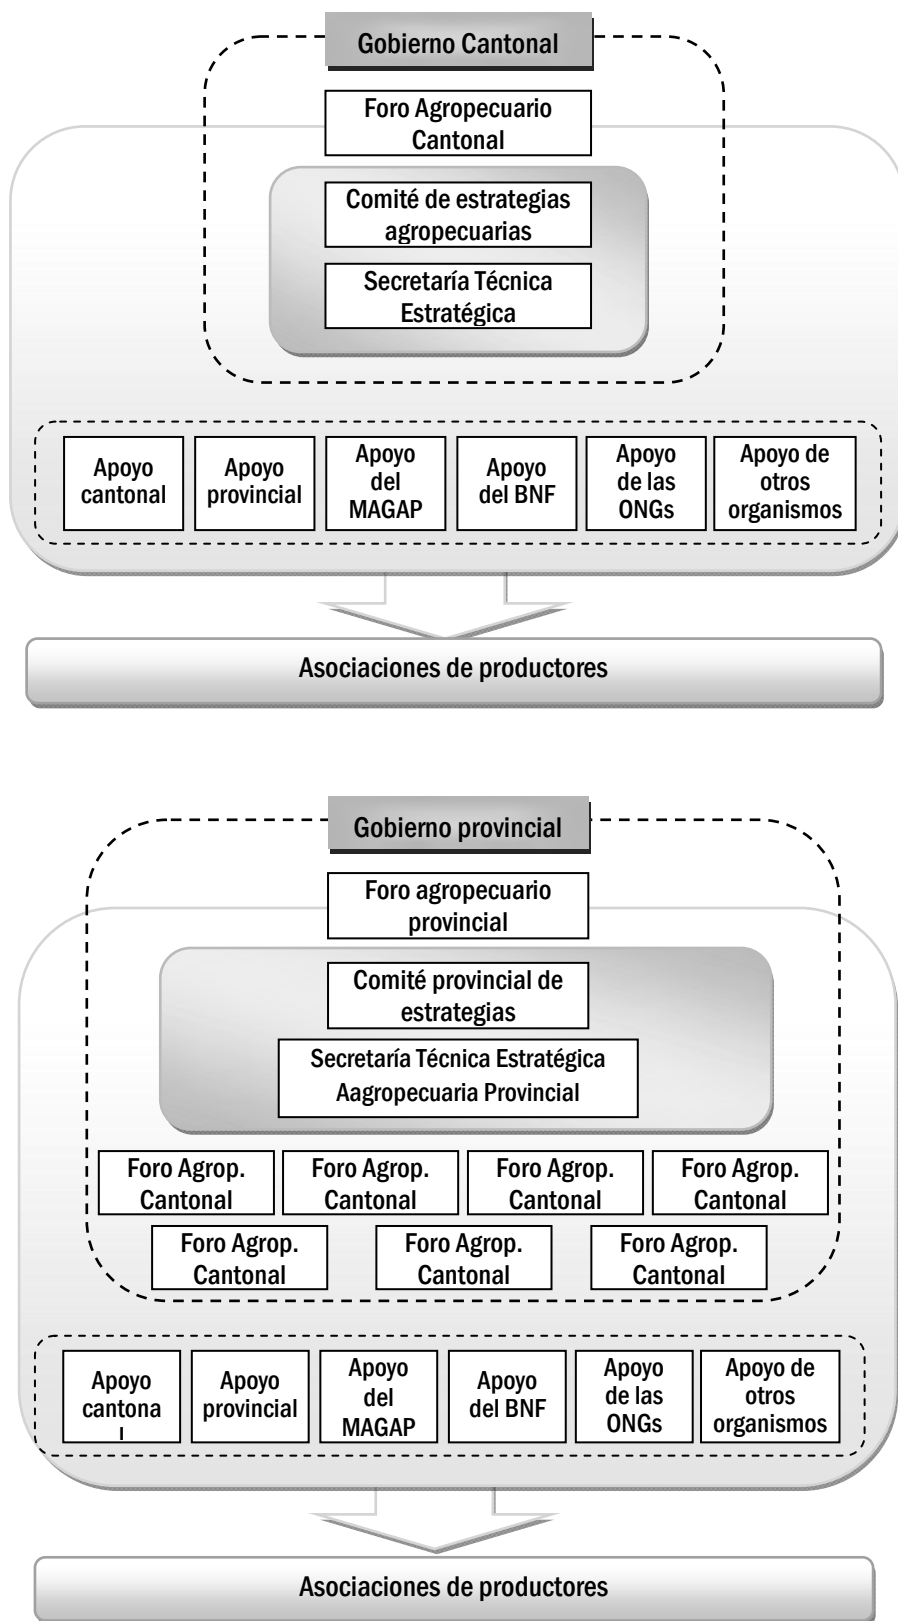 Gobierno Cantonal
Foro Agropecuario
Cantonal
Comité de estrategias
agropecuarias
Secretaría Técnica
Estratégica
Apoyo
cantonal
Apoyo
provincial
Apoyo
del
MAGAP
Apoyo
del BNF
Apoyo
de las
ONGs
Apoyo de
otros
organismos
Asociaciones de productores
Gobierno provincial
Foro agropecuario
provincial
Comité provincial de
estrategias
Secretaría Técnica Estratégica
Aagropecuaria Provincial
Foro Agrop.
Cantonal
Foro Agrop.
Cantonal
Foro Agrop.
Cantonal
Foro Agrop.
Cantonal
Foro Agrop.
Cantonal
Foro Agrop.
Cantonal
Foro Agrop.
Cantonal
Apoyo
cantona
l
Apoyo
provincial
Apoyo
del
MAGAP
Apoyo
del BNF
Apoyo
de las
ONGs
Apoyo de
otros
organismos
Asociaciones de productores